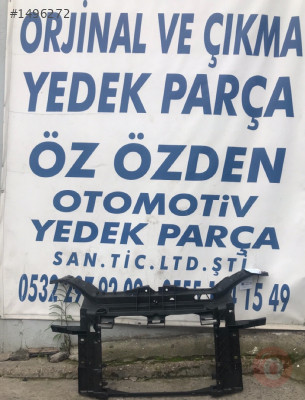 #1496272
ORJİNAL VE ÇIKMA
YEDEK PARÇA
ÖZ ÖZDEN
OTOMOTİV
YEDEK PARÇA
SAN.TİC.LTD.ŞTİ
0532 15 49